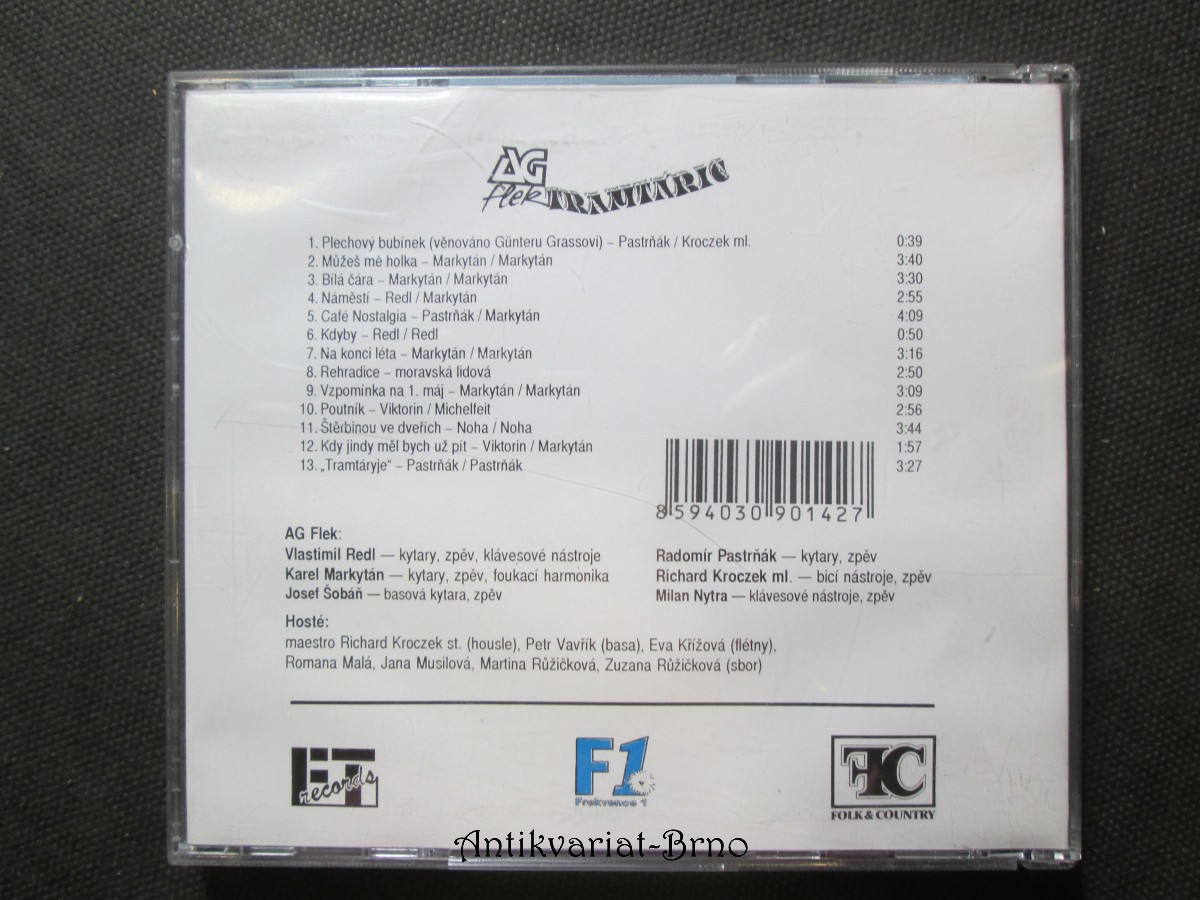 AG flek TRAMTÁRIE
1. Plechový bubínek (věnováno Günteru Grassovi) – Pastrňák / Kroczek ml. 0:39
2. Můžeš mě holka – Markytán / Markytán 3:40
3. Bílá čára – Markytán / Markytán 3:30
4. Náměstí – Redl / Markytán 2:55
5. Café Nostalgia – Pastrňák / Markytán 4:09
6. Kdyby – Redl / Redl 0:50
7. Na konci léta – Markytán / Markytán 3:16
8. Rehradice – moravská lidová 2:50
9. Vzpomínka na 1. máj – Markytán / Markytán 3:09
10. Poutník – Viktorin / Michelfeit 2:56
11. Štěrbinou ve dveřích – Noha / Noha 3:44
12. Kdy jindy měl bych už pít – Viktorin / Markytán 1:57
13. „Tramtáryje“ – Pastrňák / Pastrňák 3:27
8 594030 901427
AG Flek:
Vlastimil Redl — kytary, zpěv, klávesové nástroje
Karel Markytán — kytary, zpěv, foukací harmonika
Josef Šobáň — basová kytara, zpěv
Radomír Pastrňák — kytary, zpěv
Richard Kroczek ml. — bicí nástroje, zpěv
Milan Nytra — klávesové nástroje, zpěv
Hosté:
maestro Richard Kroczek st. (housle), Petr Vavřík (basa), Eva Křížová (flétny),
Romana Malá, Jana Musilová, Martina Růžičková, Zuzana Růžičková (sbor)
FT records
F1
Frekvence 1
FC
FOLK & COUNTRY
Antikvariat-Brno